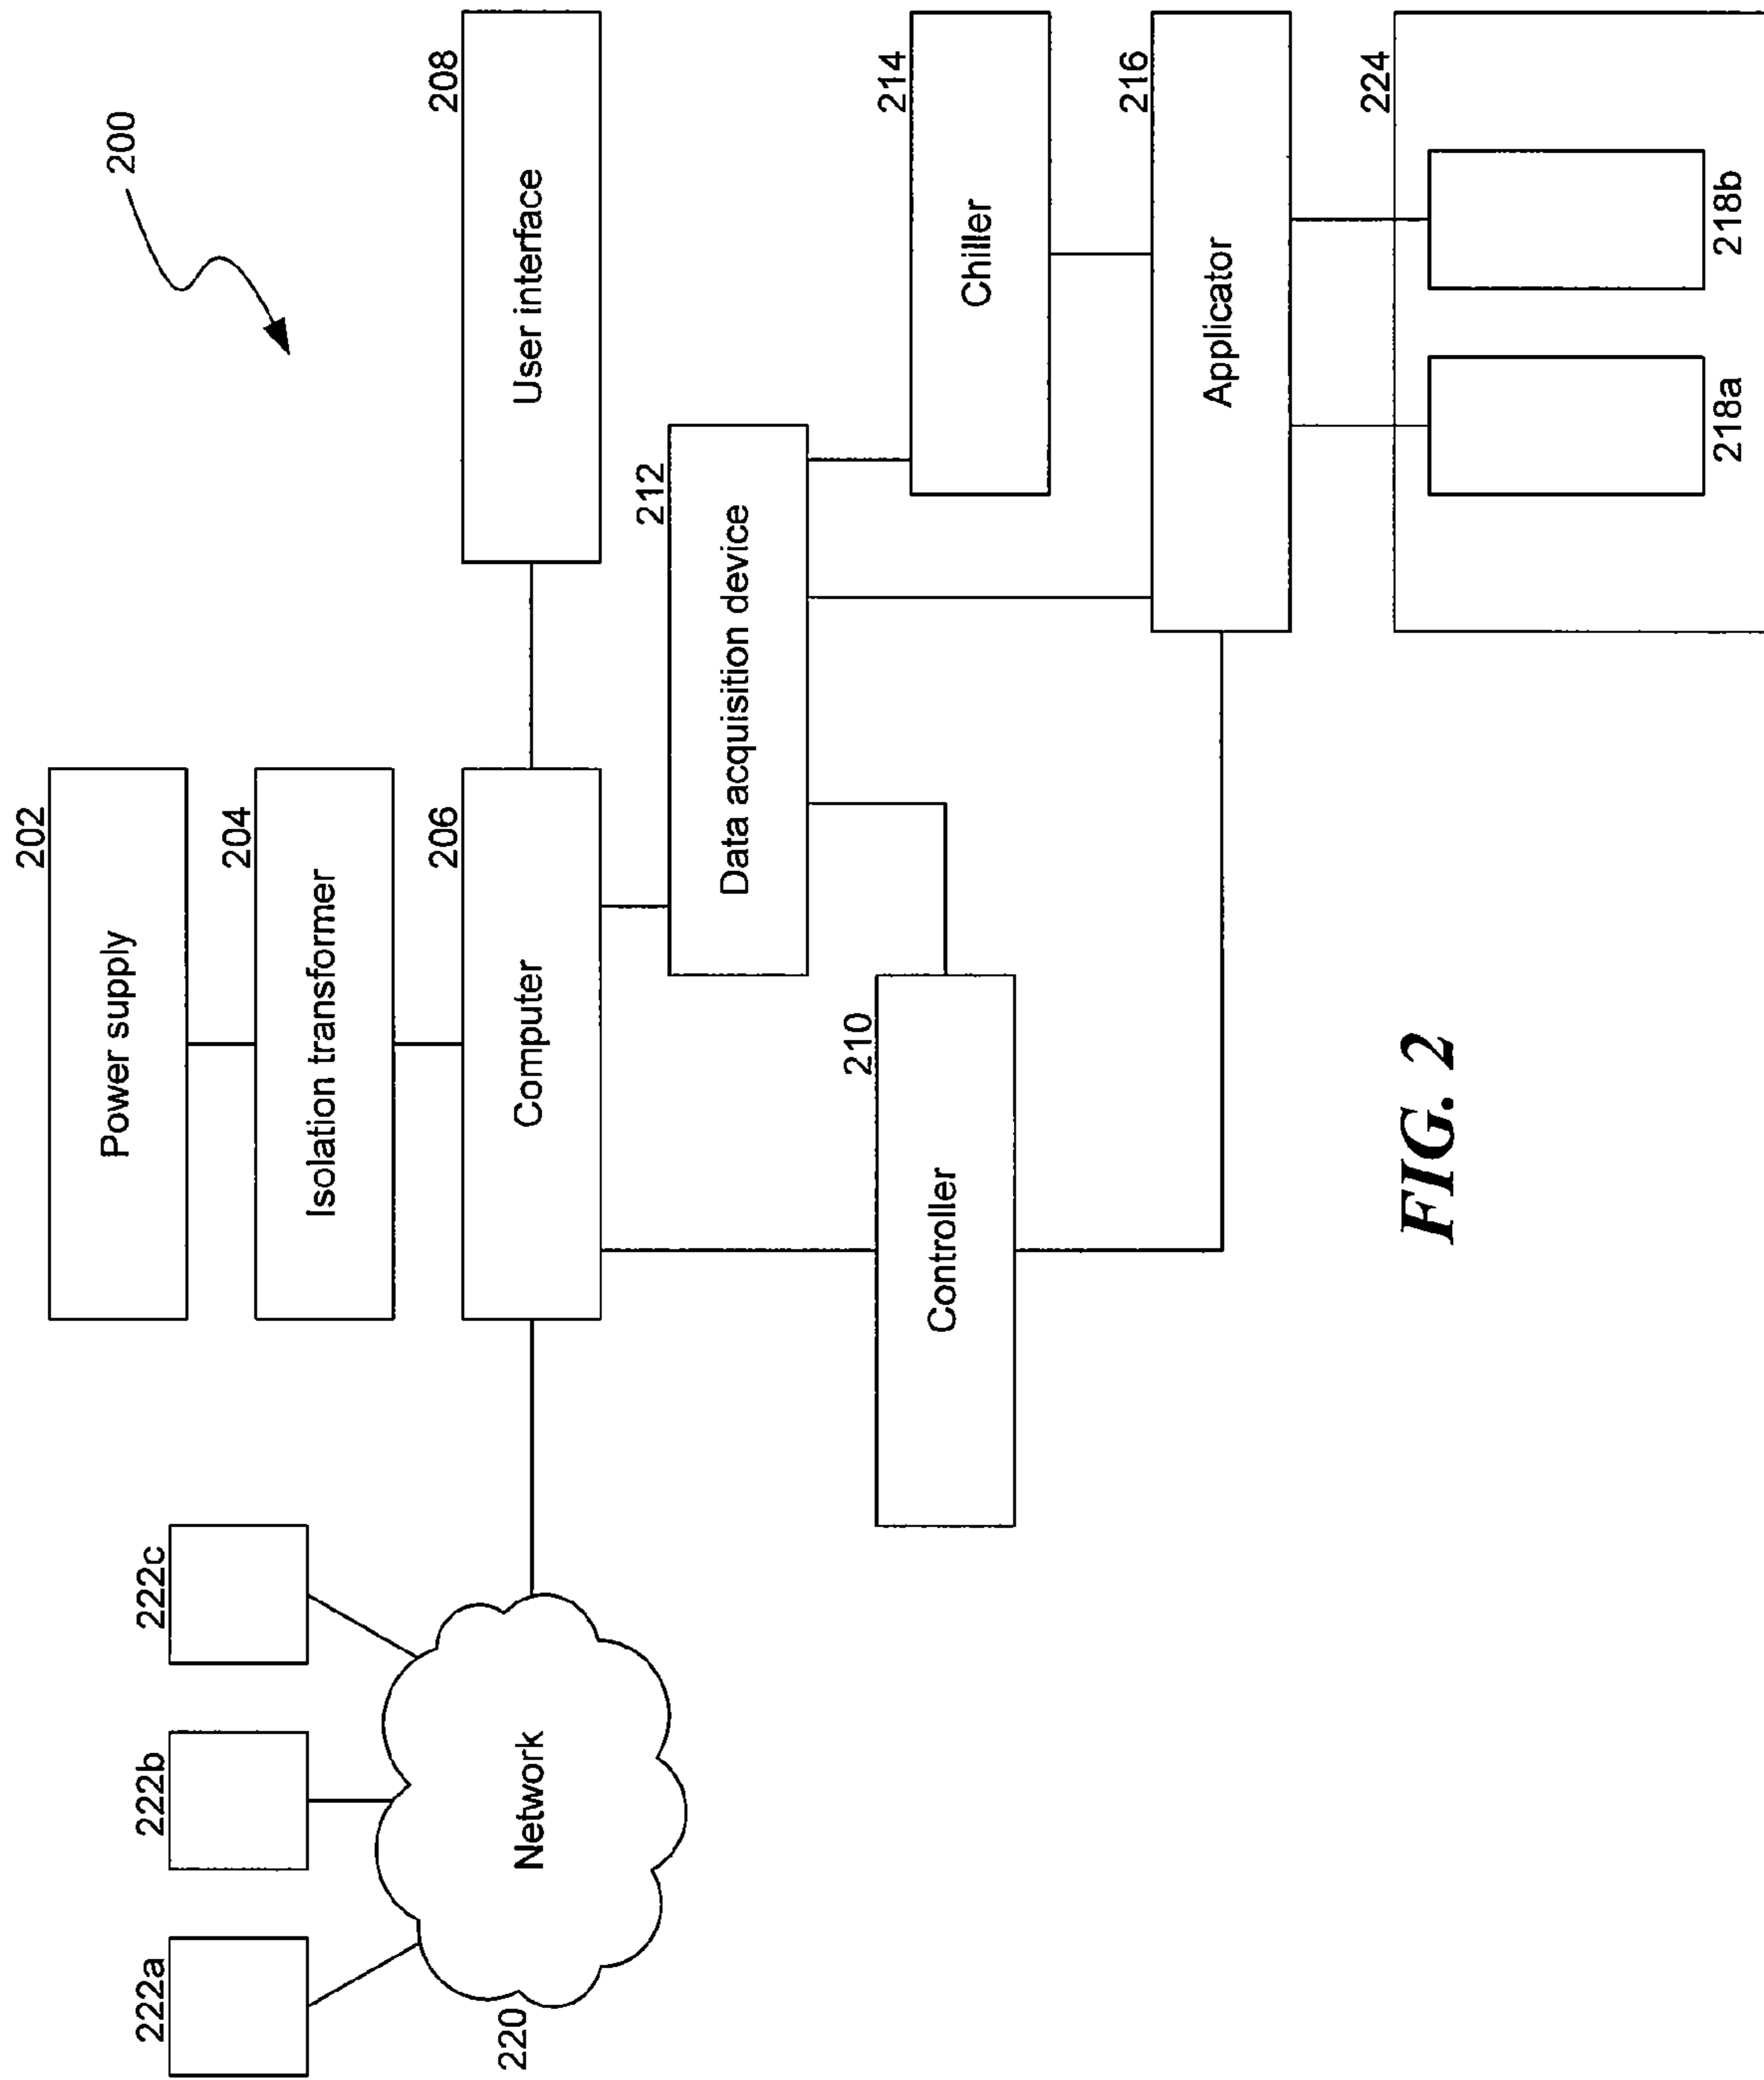 200
202
Power supply
204
Isolation transformer
206
Computer
208
User interface
222a
222b
222c
Network
220
212
Data acquisition device
210
Controller
214
Chiller
216
Applicator
224
218a
218b
FIG. 2